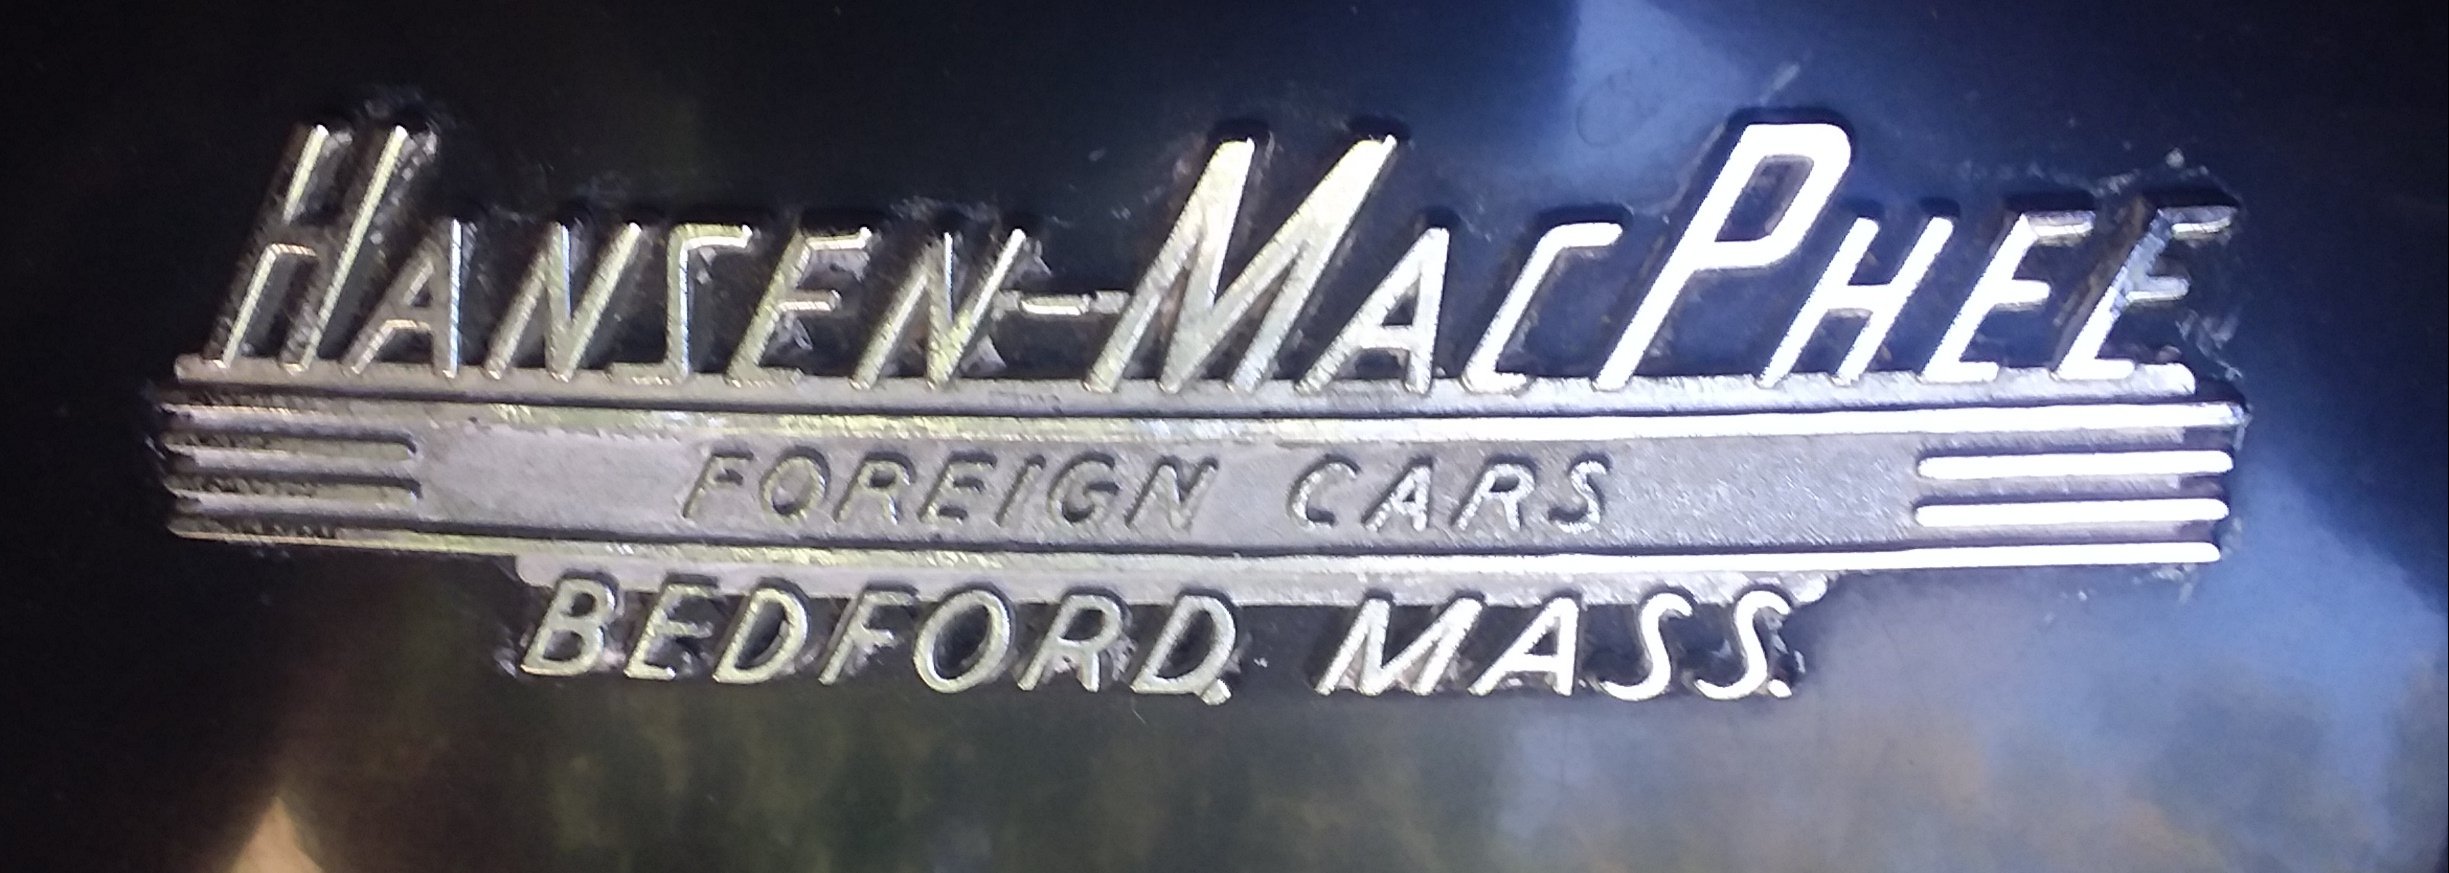 HANSEN-MACPHEE
FOREIGN CARS
BEDFORD, MASS.